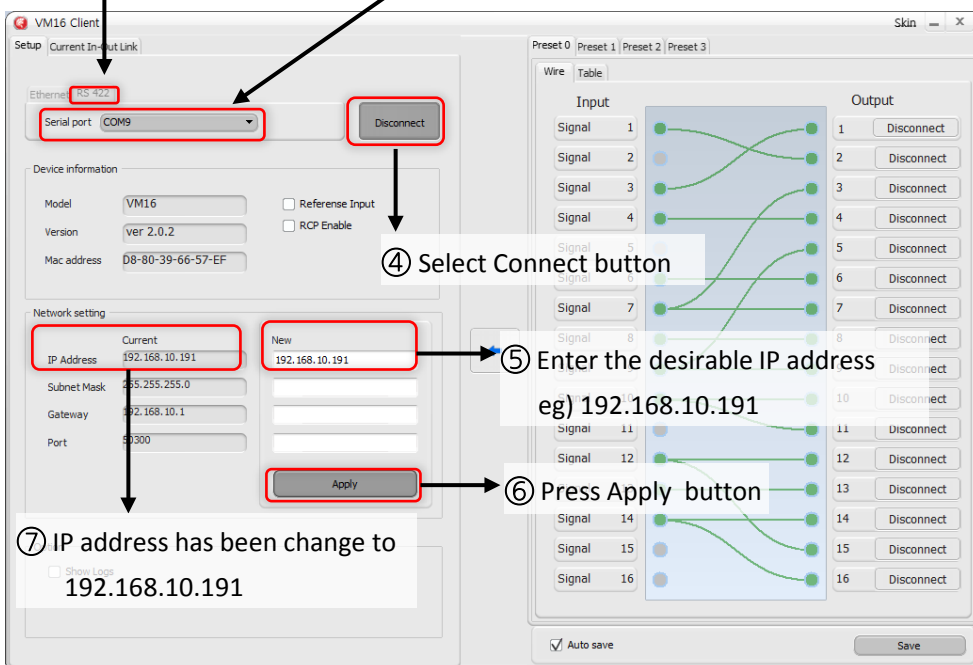 VM16 Client
Skin
Setup Current In-Out Link
Ethernet RS 422
Serial port COM9
Disconnect
Device information
Model VM16
Version ver 2.0.2
Mac address D8-80-39-66-57-EF
Referense Input
RCP Enable
④ Select Connect button
Network setting
Current New
IP Address 192.168.10.191 192.168.10.191
Subnet Mask 255.255.255.0
Gateway 192.168.10.1
Port 50300
Apply
⑤ Enter the desirable IP address
eg) 192.168.10.191
⑥ Press Apply button
⑦ IP address has been change to
192.168.10.191
Show Logs
Preset 0 Preset 1 Preset 2 Preset 3
Wire Table
Input Output
Signal 1 1 Disconnect
Signal 2 2 Disconnect
Signal 3 3 Disconnect
Signal 4 4 Disconnect
Signal 5 5 Disconnect
Signal 6 6 Disconnect
Signal 7 7 Disconnect
Signal 8 8 Disconnect
Disconnect
Signal 10 10 Disconnect
Signal 11 11 Disconnect
Signal 12 12 Disconnect
13 Disconnect
Signal 14 14 Disconnect
Signal 15 15 Disconnect
Signal 16 16 Disconnect
Auto save
Save